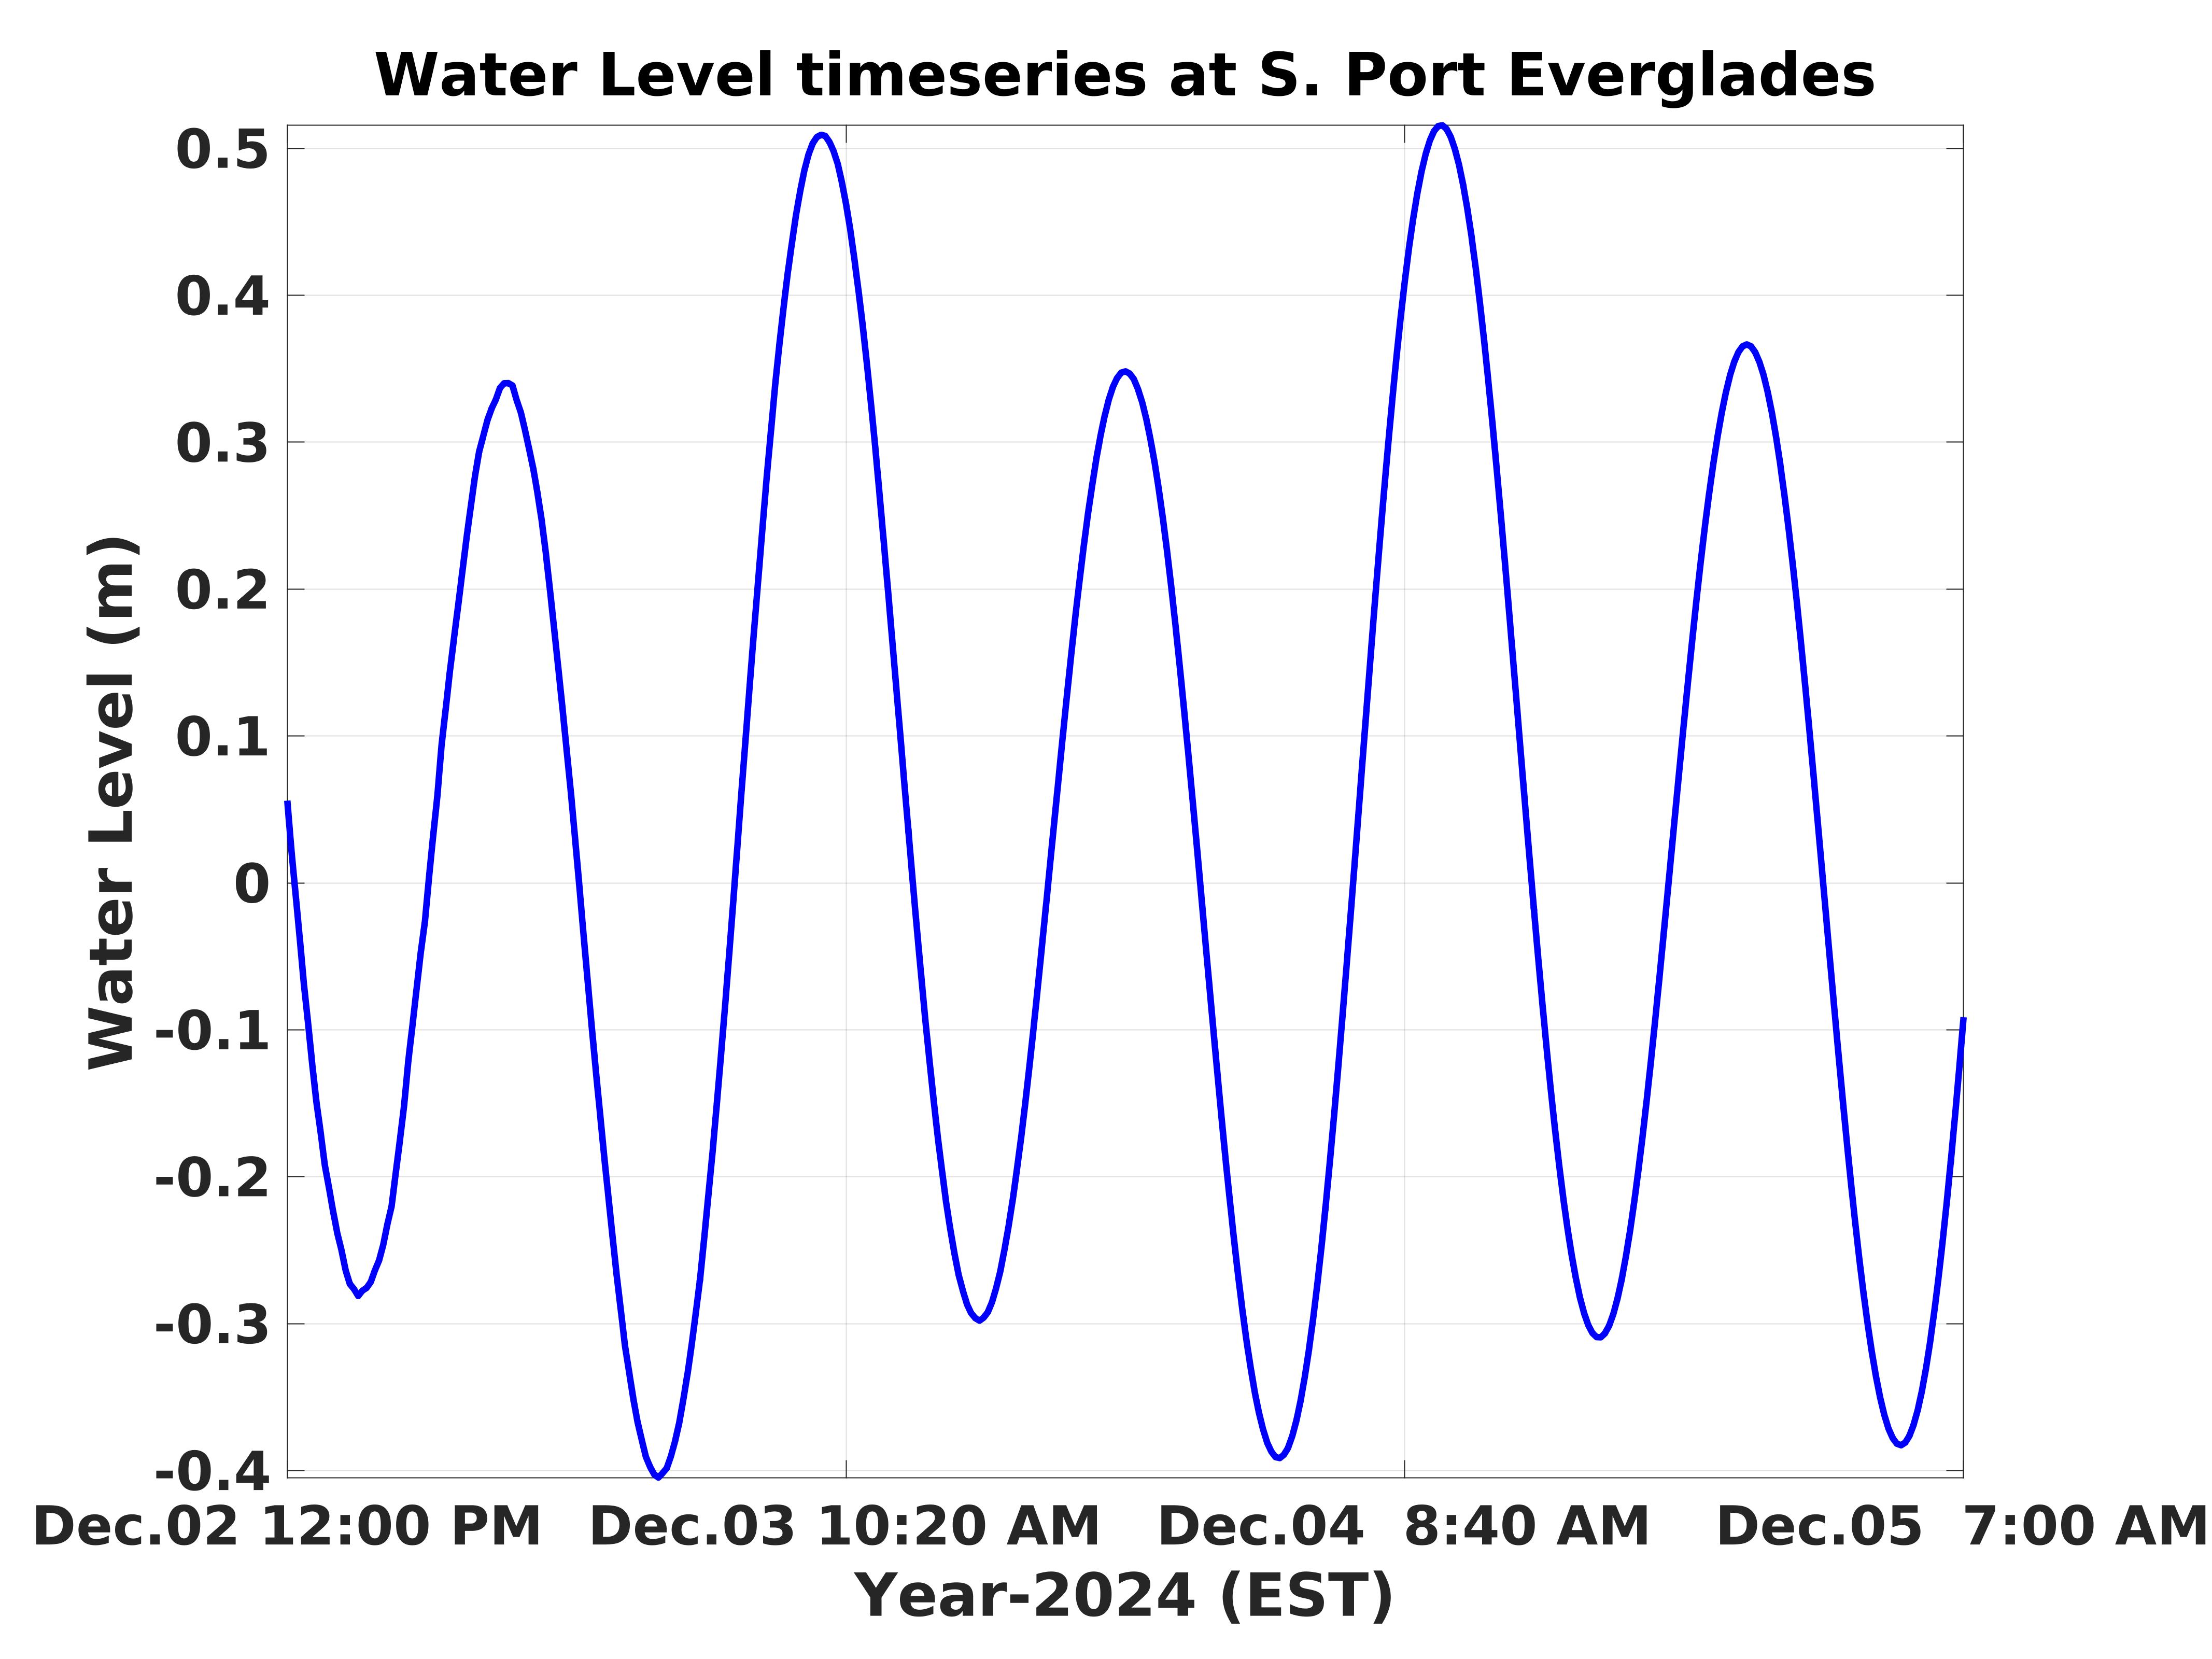 Water Level timeseries at S. Port Everglades
0.5
0.4
0.3
0.2
0.1
0
-0.1
-0.2
-0.3
-0.4
Water Level (m)
Dec.02 12:00 PM Dec.03 10:20 AM Dec.04 8:40 AM Dec.05 7:00 AM
Year-2024 (EST)